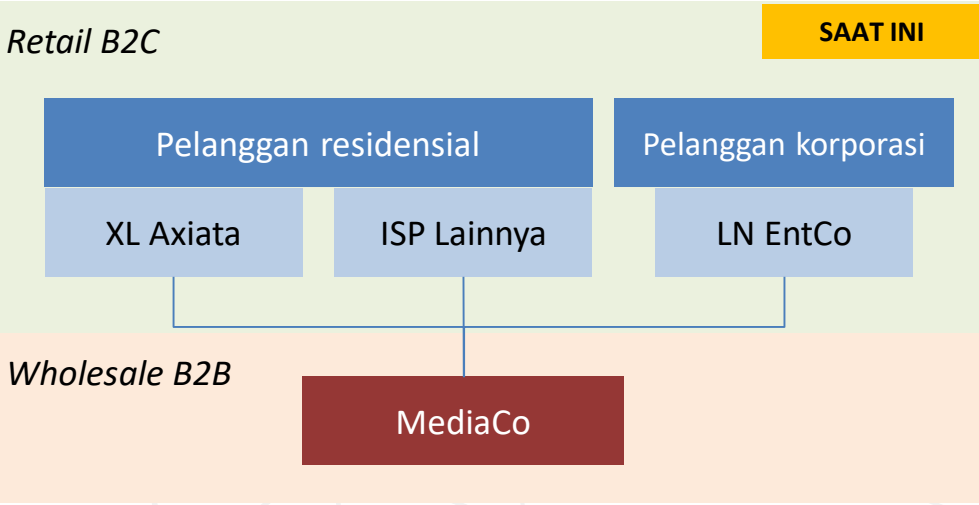 Retail B2C
SAAT INI
Pelanggan residensial
Pelanggan korporasi
XL Axiata
ISP Lainnya
LN EntCo
Wholesale B2B
MediaCo